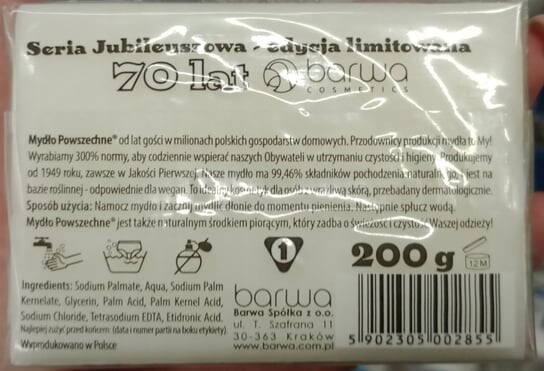 Seria Jubileuszowa - edycja limitowana
70 lat barwa
COSMETICS
Mydło Powszechne® od lat gości w milionach polskich gospodarstw domowych. Przodownicy produkcji mydła to My!
Wyrabiamy 300% normy, aby codziennie wspierać naszych Obywateli w utrzymaniu czystości i higieny. Produkujemy
od 1949 roku, zawsze w Jakości Pierwszej. Nasze mydło ma 99,46% składników pochodzenia naturalnego, jest na
bazie roślinnej - odpowiednie dla wegan. To idealny kosmetyk dla osób z wrażliwą skórą, przebadany dermatologicznie.
Sposób użycia: Namocz mydło i zacznij mydlić dłonie do momentu pienienia. Następnie spłucz wodą.
Mydło Powszechne® jest także naturalnym środkiem piorącym, który zadba o świeżość i czystość Waszej odzieży!
1
200 g
12M
Ingredients: Sodium Palmate, Aqua, Sodium Palm
Kernelate, Glycerin, Palm Acid, Palm Kernel Acid,
Sodium Chloride, Tetrasodium EDTA, Etidronic Acid.
Najlepiej zużyć przed końcem: (data i numer partii na boku etykiety).
Wyprodukowano w Polsce
barwa
Barwa Spółka z o.o.
ul. T. Szafrana 11
30-363 Kraków
www.barwa.com.pl
5 902305 002855